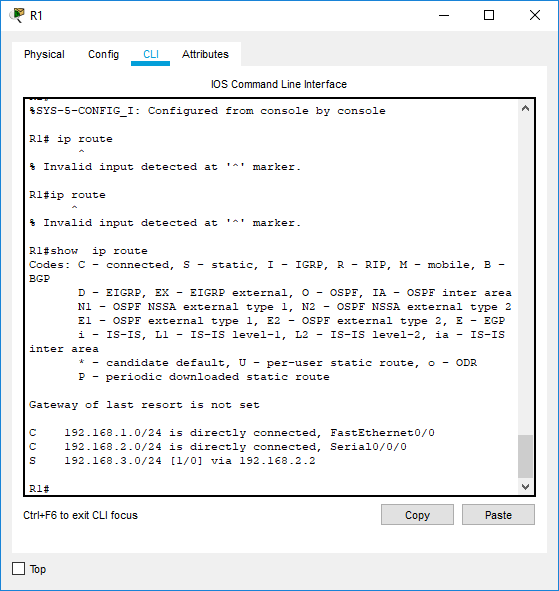 R1
Physical Config CLI Attributes
IOS Command Line Interface
%SYS-5-CONFIG_I: Configured from console by console
R1# ip route
^
% Invalid input detected at '^' marker.
R1#ip route
^
% Invalid input detected at '^' marker.
R1#show  ip route
Codes: C - connected, S - static, I - IGRP, R - RIP, M - mobile, B -
BGP
D - EIGRP, EX - EIGRP external, O - OSPF, IA - OSPF inter area
N1 - OSPF NSSA external type 1, N2 - OSPF NSSA external type 2
E1 - OSPF external type 1, E2 - OSPF external type 2, E - EGP
i - IS-IS, L1 - IS-IS level-1, L2 - IS-IS level-2, ia - IS-IS
inter area
* - candidate default, U - per-user static route, o - ODR
P - periodic downloaded static route
Gateway of last resort is not set
C    192.168.1.0/24 is directly connected, FastEthernet0/0
C    192.168.2.0/24 is directly connected, Serial0/0/0
S    192.168.3.0/24 [1/0] via 192.168.2.2
R1#
Ctrl+F6 to exit CLI focus Copy Paste
Top